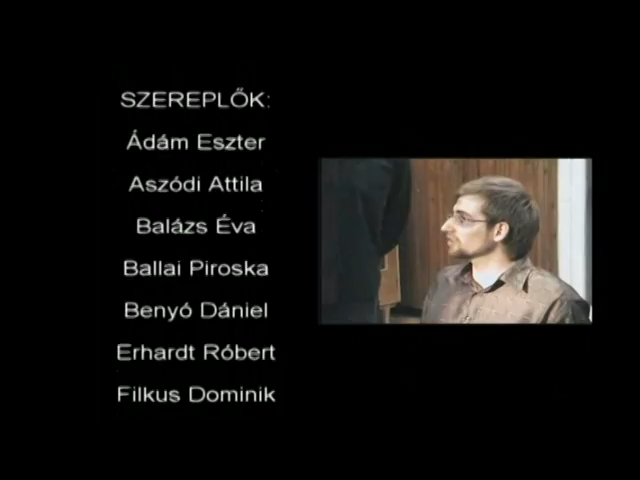 SZEREPLŐK:
Ádám Eszter
Aszódi Attila
Balázs Éva
Ballai Piroska
Benyó Dániel
Erhardt Róbert
Filkus Dominik